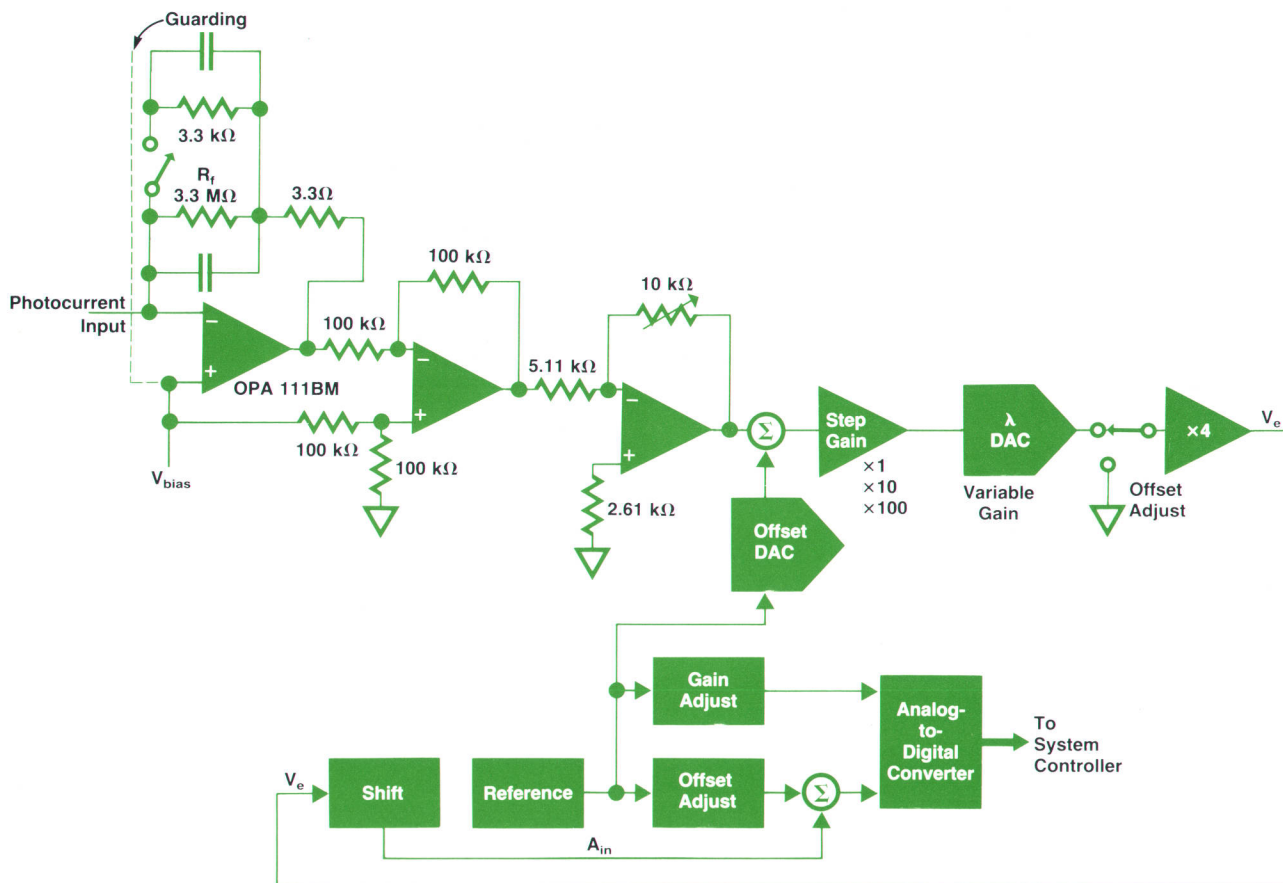 Guarding
3.3 kΩ
Rf
3.3 MΩ
3.3Ω
100 kΩ
10 kΩ
Photocurrent
Input
−
+
100 kΩ
OPA 111BM
−
+
5.11 kΩ
−
+
Σ
Step
Gain
×1
×10
×100
λ
DAC
Variable
Gain
Offset
Adjust
×4
Ve
100 kΩ
100 kΩ
Vbias
2.61 kΩ
Offset
DAC
Gain
Adjust
Analog-
to-
Digital
Converter
To
System
Controller
Ve
Shift
Reference
Offset
Adjust
Σ
Ain